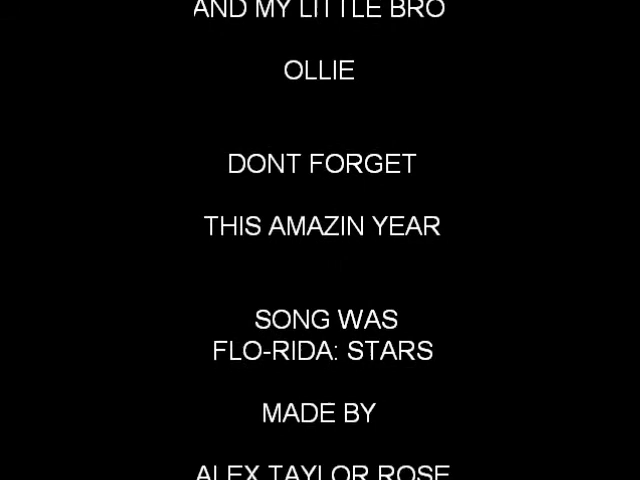 AND MY LITTLE BRO
OLLIE
DONT FORGET
THIS AMAZIN YEAR
SONG WAS
FLO-RIDA: STARS
MADE BY
ALEX TAYLOR ROSE